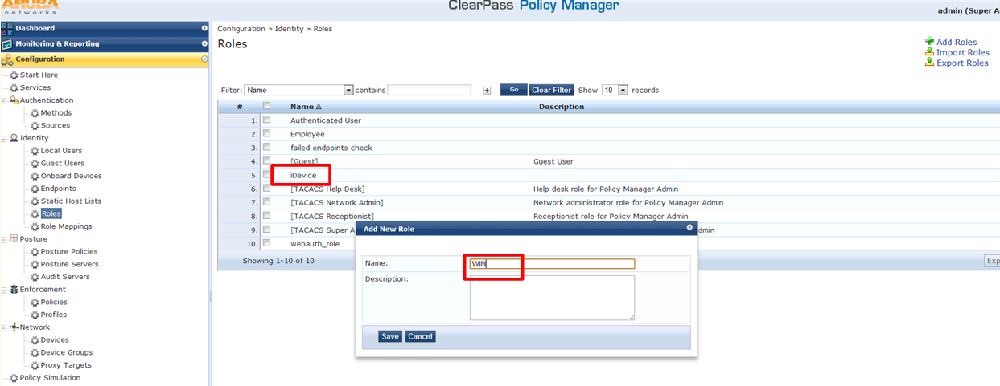 ARUBA
networks
ClearPass Policy Manager
admin (Super A
Dashboard
Monitoring & Reporting
Configuration
Start Here
Services
Authentication
Methods
Sources
Identity
Local Users
Guest Users
Onboard Devices
Endpoints
Static Host Lists
Roles
Role Mappings
Posture
Posture Policies
Posture Servers
Audit Servers
Enforcement
Policies
Profiles
Network
Devices
Device Groups
Proxy Targets
Policy Simulation
Configuration » Identity » Roles
Roles
Add Roles
Import Roles
Export Roles
Filter: Name contains + Go Clear Filter Show 10 records
# Name Description
1. Authenticated User
2. Employee
3. failed endpoints check
4. [Guest] Guest User
5. iDevice
6. [TACACS Help Desk] Help desk role for Policy Manager Admin
7. [TACACS Network Admin] Network administrator role for Policy Manager Admin
8. [TACACS Receptionist] Receptionist role for Policy Manager Admin
9. [TACACS Super A dmin
10. webauth_role
Showing 1-10 of 10 Exp
Add New Role
Name: WIN
Description:
Save Cancel